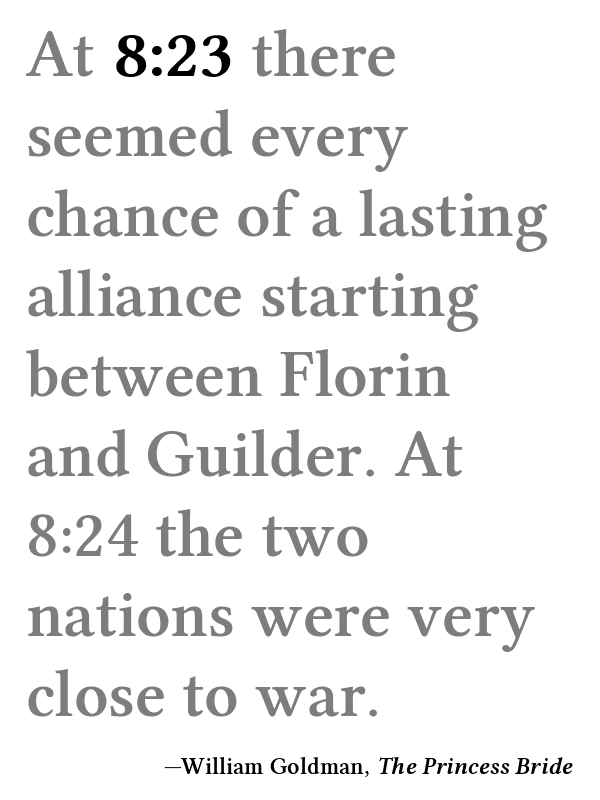 At 8:23 there
seemed every
chance of a lasting
alliance starting
between Florin
and Guilder. At
8:24 the two
nations were very
close to war.
—William Goldman, The Princess Bride